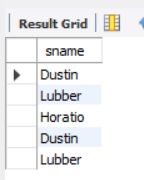 Result Grid
sname
Dustin
Lubber
Horatio
Dustin
Lubber